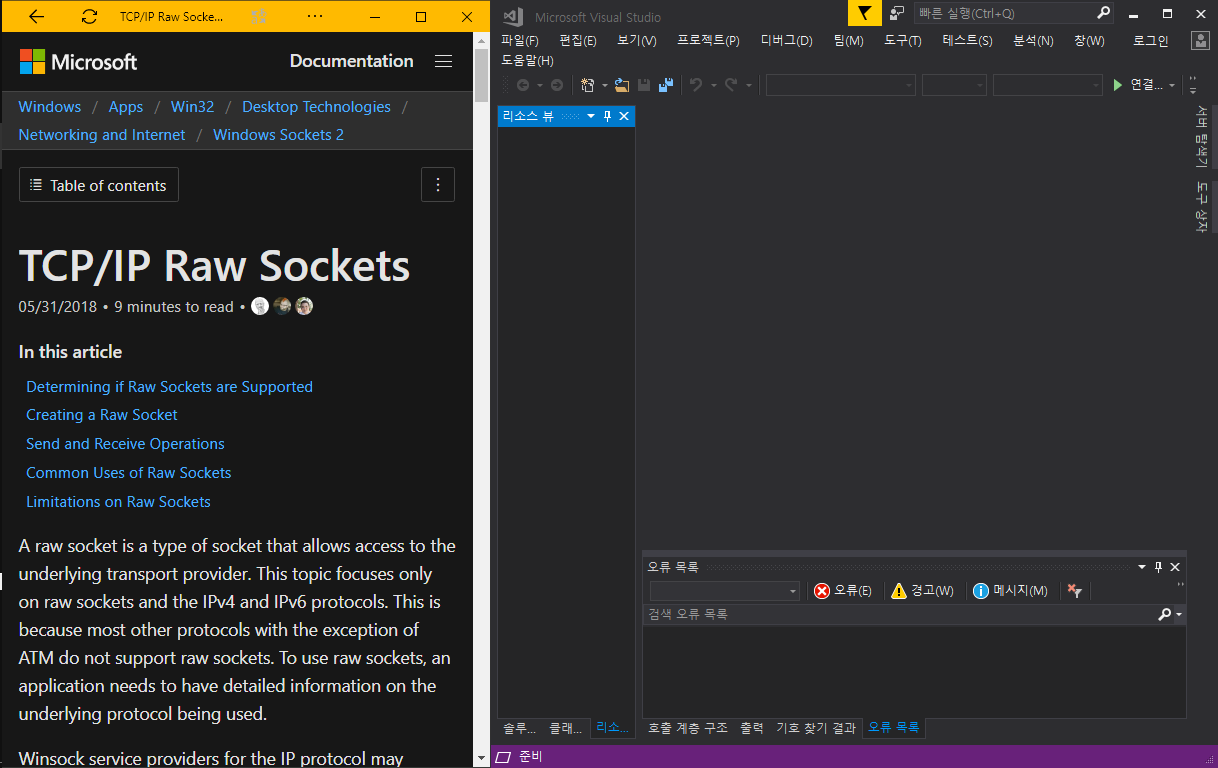 TCP/IP Raw Socke...
Microsoft
Documentation
Windows / Apps / Win32 / Desktop Technologies /
Networking and Internet / Windows Sockets 2
Table of contents
TCP/IP Raw Sockets
05/31/2018 • 9 minutes to read •
In this article
Determining if Raw Sockets are Supported
Creating a Raw Socket
Send and Receive Operations
Common Uses of Raw Sockets
Limitations on Raw Sockets
A raw socket is a type of socket that allows access to the
underlying transport provider. This topic focuses only
on raw sockets and the IPv4 and IPv6 protocols. This is
because most other protocols with the exception of
ATM do not support raw sockets. To use raw sockets, an
application needs to have detailed information on the
underlying protocol being used.
Winsock service providers for the IP protocol may
Microsoft Visual Studio
빠른 실행(Ctrl+Q)
파일(F) 편집(E) 보기(V) 프로젝트(P) 디버그(D) 팀(M) 도구(T) 테스트(S) 분석(N) 창(W) 로그인
도움말(H)
연결...
리소스 뷰
서버 탐색기
도구 상자
오류 목록
오류(E) 경고(W) 메시지(M)
검색 오류 목록
솔루... 클래... 리소...
호출 계층 구조 출력 기호 찾기 결과 오류 목록
준비